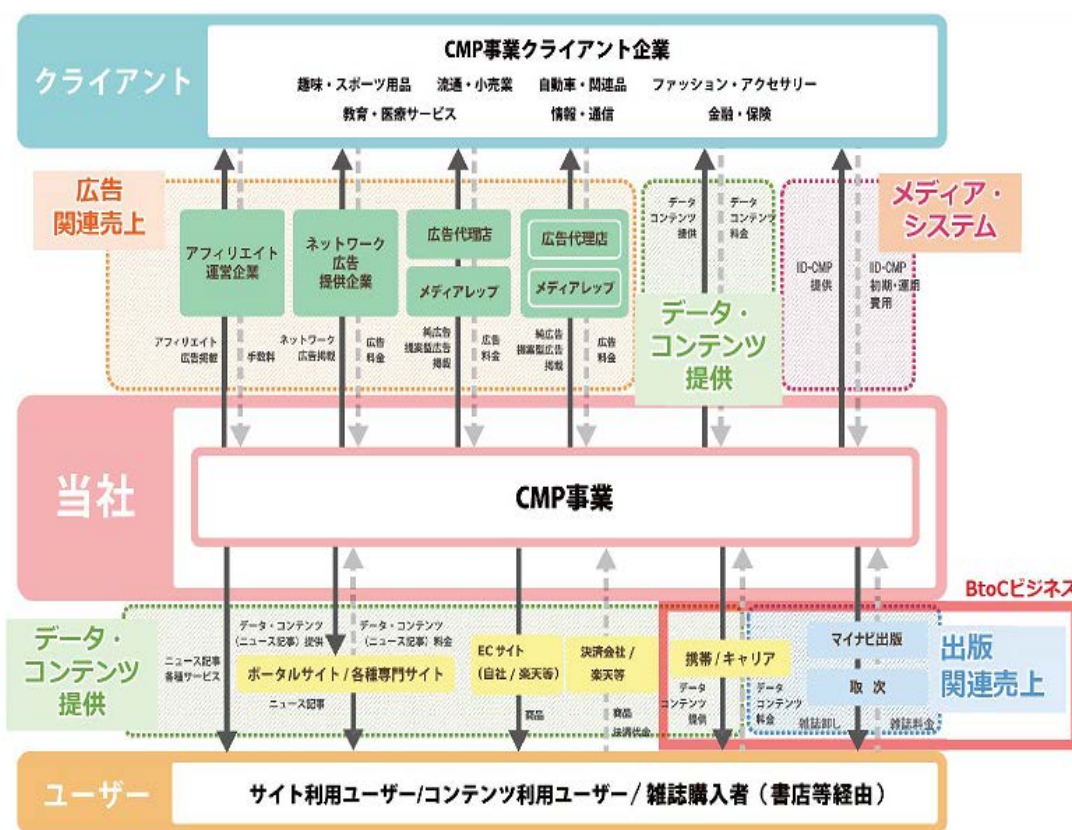 クライアント
CMP事業クライアント企業
趣味・スポーツ用品 流通・小売業 自動車・関連品 ファッション・アクセサリー
教育・医療サービス 情報・通信 金融・保険
広告
関連売上
アフィリエイト
運営企業
ネットワーク
広告
提供企業
広告代理店
メディアレップ
広告代理店
メディアレップ
アフィリエイト
広告掲載
手数料
ネットワーク
広告掲載
広告
料金
純広告
提案型広告
掲載
広告
料金
純広告
提案型広告
掲載
広告
料金
データ
コンテンツ
提供
データ
コンテンツ
料金
データ・
コンテンツ
提供
メディア・
システム
IID-CMP
提供
IID-CMP
初期・運用
費用
当社
CMP事業
BtoCビジネス
データ・
コンテンツ
提供
ニュース記事
各種サービス
データ・コンテンツ
(ニュース記事)提供
データ・コンテンツ
(ニュース記事)料金
ポータルサイト/各種専門サイト
ニュース記事
ECサイト
(自社/楽天等)
商品
決済会社/
楽天等
商品
決済代金
携帯/キャリア
データ
コンテンツ
提供
データ
コンテンツ
料金
マイナビ出版
取 次
雑誌卸し
雑誌料金
出版
関連売上
ユーザー
サイト利用ユーザー/コンテンツ利用ユーザー/雑誌購入者(書店等経由)